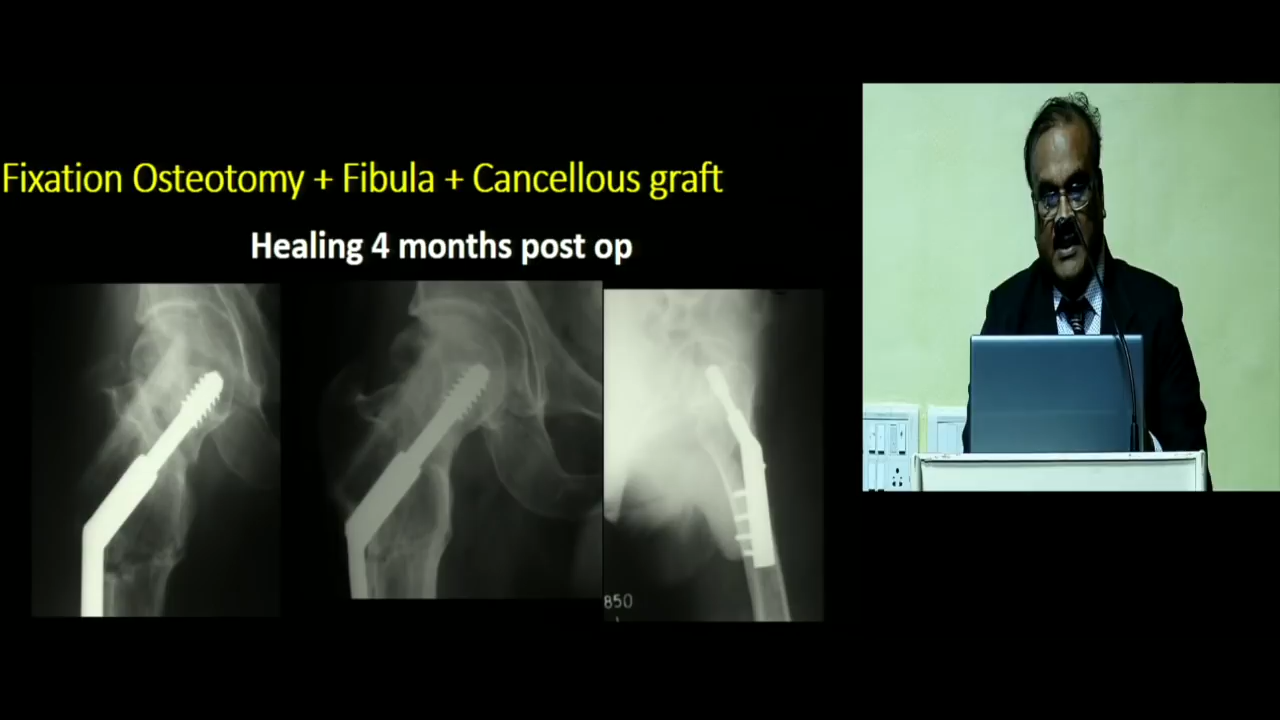 Fixation Osteotomy + Fibula + Cancellous graft
Healing 4 months post op
850